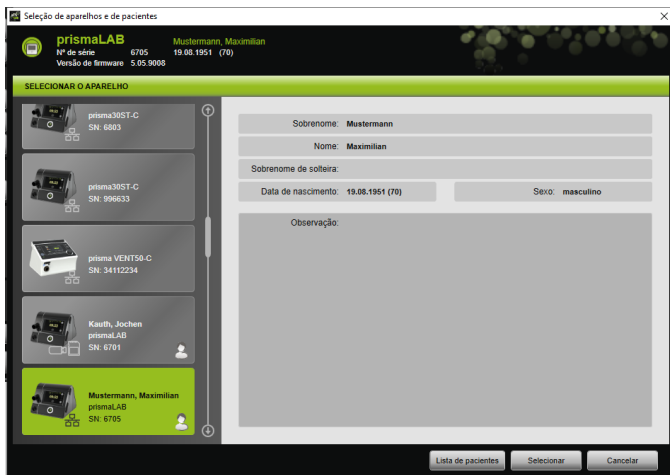 Seleção de aparelhos e de pacientes
prismaLAB
Nº de série 6705
Versão de firmware 5.05.9008
Mustermann, Maximilian
19.08.1951 (70)
SELECIONAR O APARELHO
prisma30ST-C
SN: 6803
prisma30ST-C
SN: 996633
prisma VENT50-C
SN: 34112234
Kauth, Jochen
prismaLAB
SN: 6701
Mustermann, Maximilian
prismaLAB
SN: 6705
Sobrenome: Mustermann
Nome: Maximilian
Sobrenome de solteira:
Data de nascimento: 19.08.1951 (70) Sexo: masculino
Observação:
Lista de pacientes Selecionar Cancelar